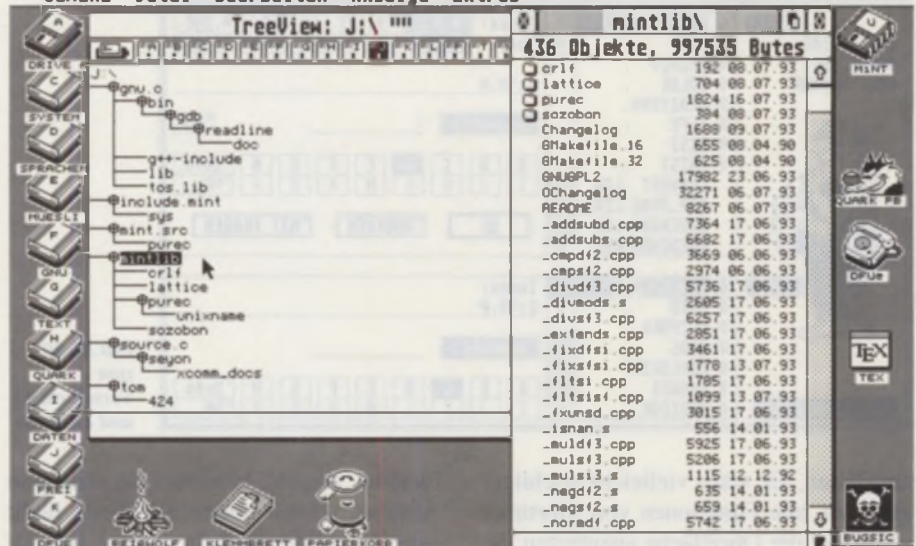 TreeView: J:\ """
mintlib\
436 Objekte, 997535 Bytes
DRIVE A
SYSTEM
SPRACHEN
MUESLI
GNU
TEXT
QUARK
DATEN
FREI
DFUE
J:\
gnu.c
bin
gdb
readline
doc
g++-include
lib
tos.lib
include.mint
sys
mint.src
purec
mintlib
crlf
lattice
purec
unixname
sozobon
source.c
seyon
xcomm_docs
tom
424
crlf 192 08.07.93
lattice 704 08.07.93
purec 1824 16.07.93
sozobon 384 08.07.93
Changelog 1688 09.07.93
GMakefile.16 655 08.04.90
GMakefile.32 625 08.04.90
GNUGPL2 17982 23.06.93
OChangelog 32271 06.07.93
README 8267 06.07.93
_addsubd.cpp 7364 17.06.93
_addsubs.cpp 6682 17.06.93
_cmpdf2.cpp 3669 06.06.93
_cmpsf2.cpp 2974 06.06.93
_divdf3.cpp 5736 17.06.93
_divmods.s 2605 17.06.93
_divsf3.cpp 6257 17.06.93
_extends.cpp 2851 17.06.93
_fixdfsi.cpp 3461 17.06.93
_fixsfsi.cpp 1770 13.07.93
_fltsi.cpp 1785 17.06.93
_fltsisf.cpp 1099 13.07.93
_fxunsd.cpp 3015 17.06.93
_isnan.s 556 14.01.93
_muldf3.cpp 5925 17.06.93
_mulsf3.cpp 5206 17.06.93
_mulsi3.s 1115 12.12.92
_negdf2.s 635 14.01.93
_negsf2.s 659 14.01.93
_normdf.cpp 5742 17.06.93
MiNT
QUARK PB
DFUe
TEX
TEX
BUGSIC
REISWOLF
KLEMMBRETT
PAPIERKORB